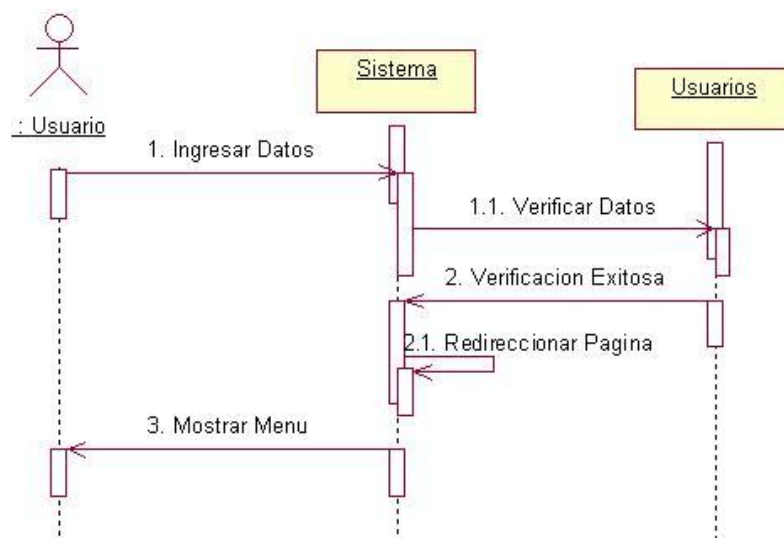 Sistema
Usuarios
: Usuario
1. Ingresar Datos
1.1. Verificar Datos
2. Verificacion Exitosa
2.1. Redireccionar Pagina
3. Mostrar Menu